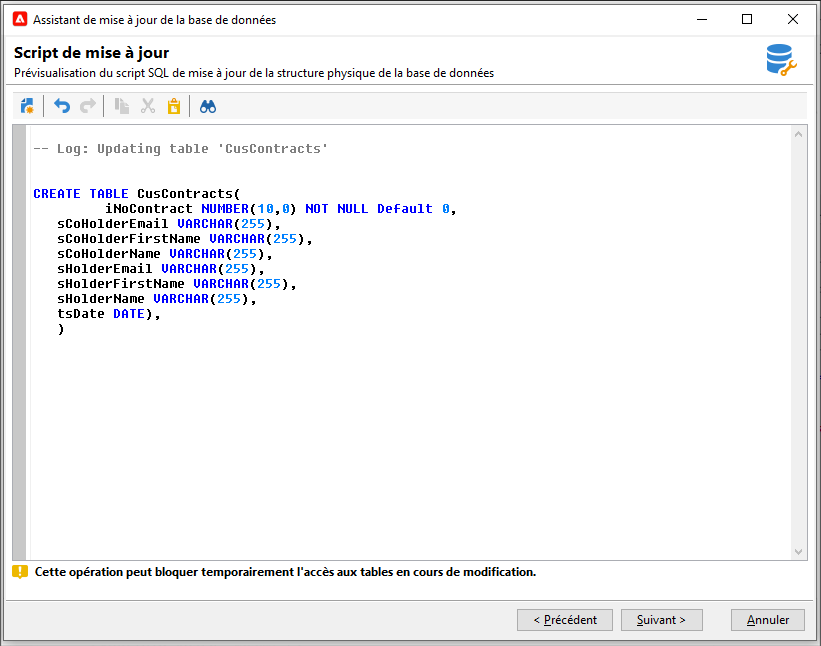 Assistant de mise à jour de la base de données
Script de mise à jour
Prévisualisation du script SQL de mise à jour de la structure physique de la base de données
-- Log: Updating table 'CusContracts'
CREATE TABLE CusContracts(
iNoContract NUMBER(10,0) NOT NULL Default 0,
sCoHolderEmail VARCHAR(255),
sCoHolderFirstName VARCHAR(255),
sCoHolderName VARCHAR(255),
sHolderEmail VARCHAR(255),
sHolderFirstName VARCHAR(255),
sHolderName VARCHAR(255),
tsDate DATE),
)
Cette opération peut bloquer temporairement l'accès aux tables en cours de modification.
< Précédent
Suivant >
Annuler